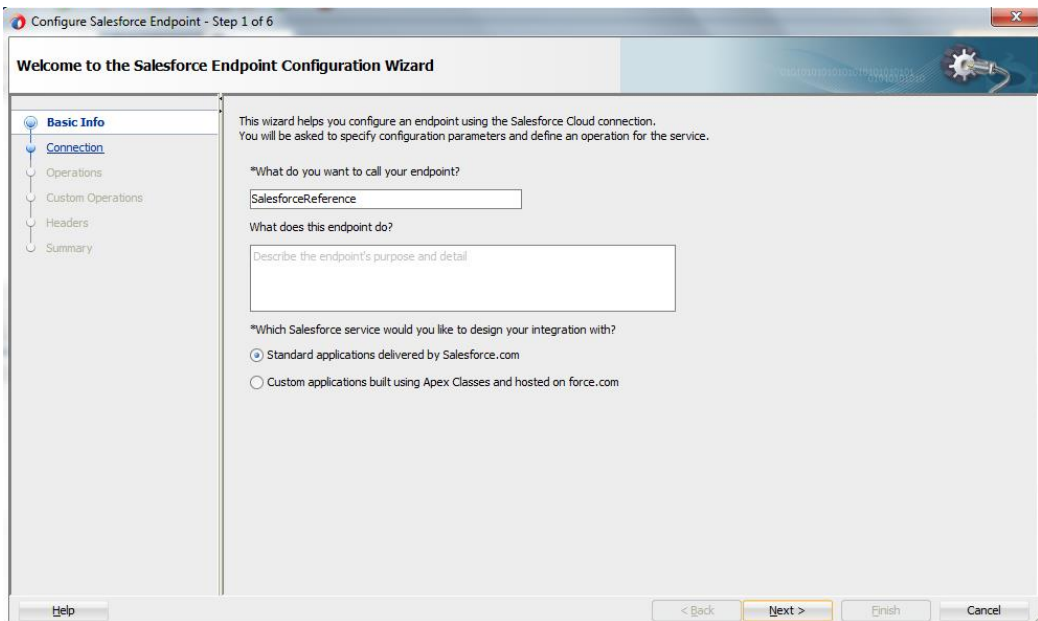 Configure Salesforce Endpoint - Step 1 of 6
Welcome to the Salesforce Endpoint Configuration Wizard
Basic Info
Connection
Operations
Custom Operations
Headers
Summary
This wizard helps you configure an endpoint using the Salesforce Cloud connection.
You will be asked to specify configuration parameters and define an operation for the service.
*What do you want to call your endpoint?
SalesforceReference
What does this endpoint do?
Describe the endpoint's purpose and detail
*Which Salesforce service would you like to design your integration with?
Standard applications delivered by Salesforce.com
Custom applications built using Apex Classes and hosted on force.com
Help
< Back
Next >
Finish
Cancel